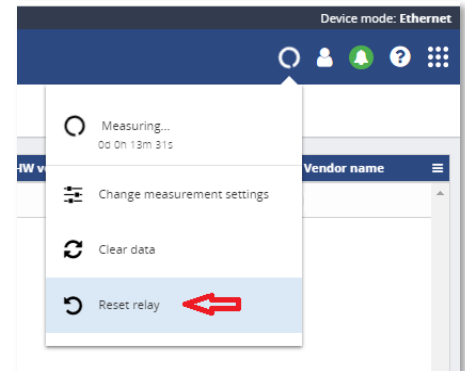 Device mode: Ethernet
Measuring...
0d 0h 13m 31s
HW ve
Vendor name
Change measurement settings
Clear data
Reset relay